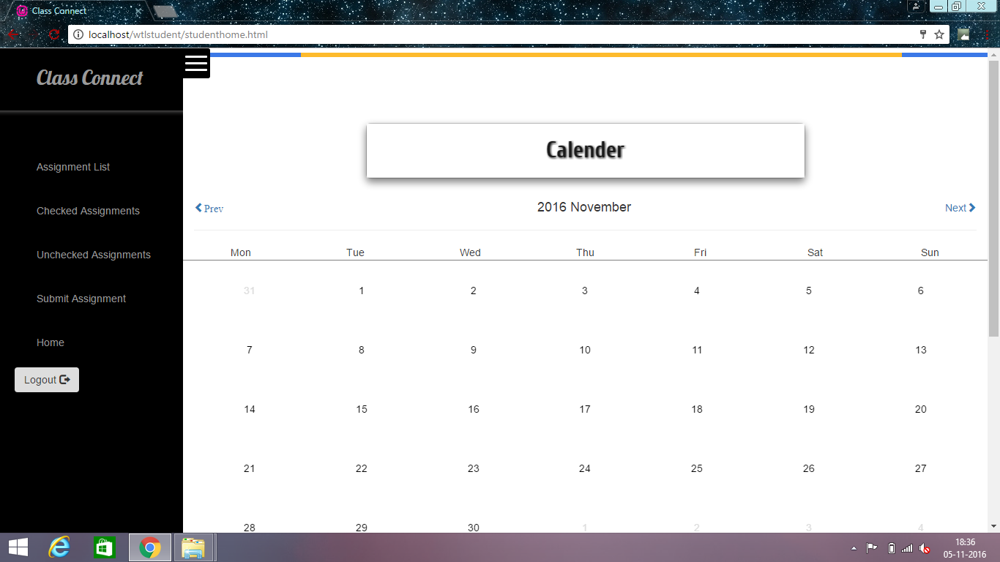 Class Connect
localhost/wtlstudent/studenthome.html
Class Connect
Assignment List
Checked Assignments
Unchecked Assignments
Submit Assignment
Home
Logout
Calender
Prev 2016 November Next
Mon Tue Wed Thu Fri Sat Sun
31 1 2 3 4 5 6
7 8 9 10 11 12 13
14 15 16 17 18 19 20
21 22 23 24 25 26 27
28 29 30 1 2 3 4
18:36
05-11-2016